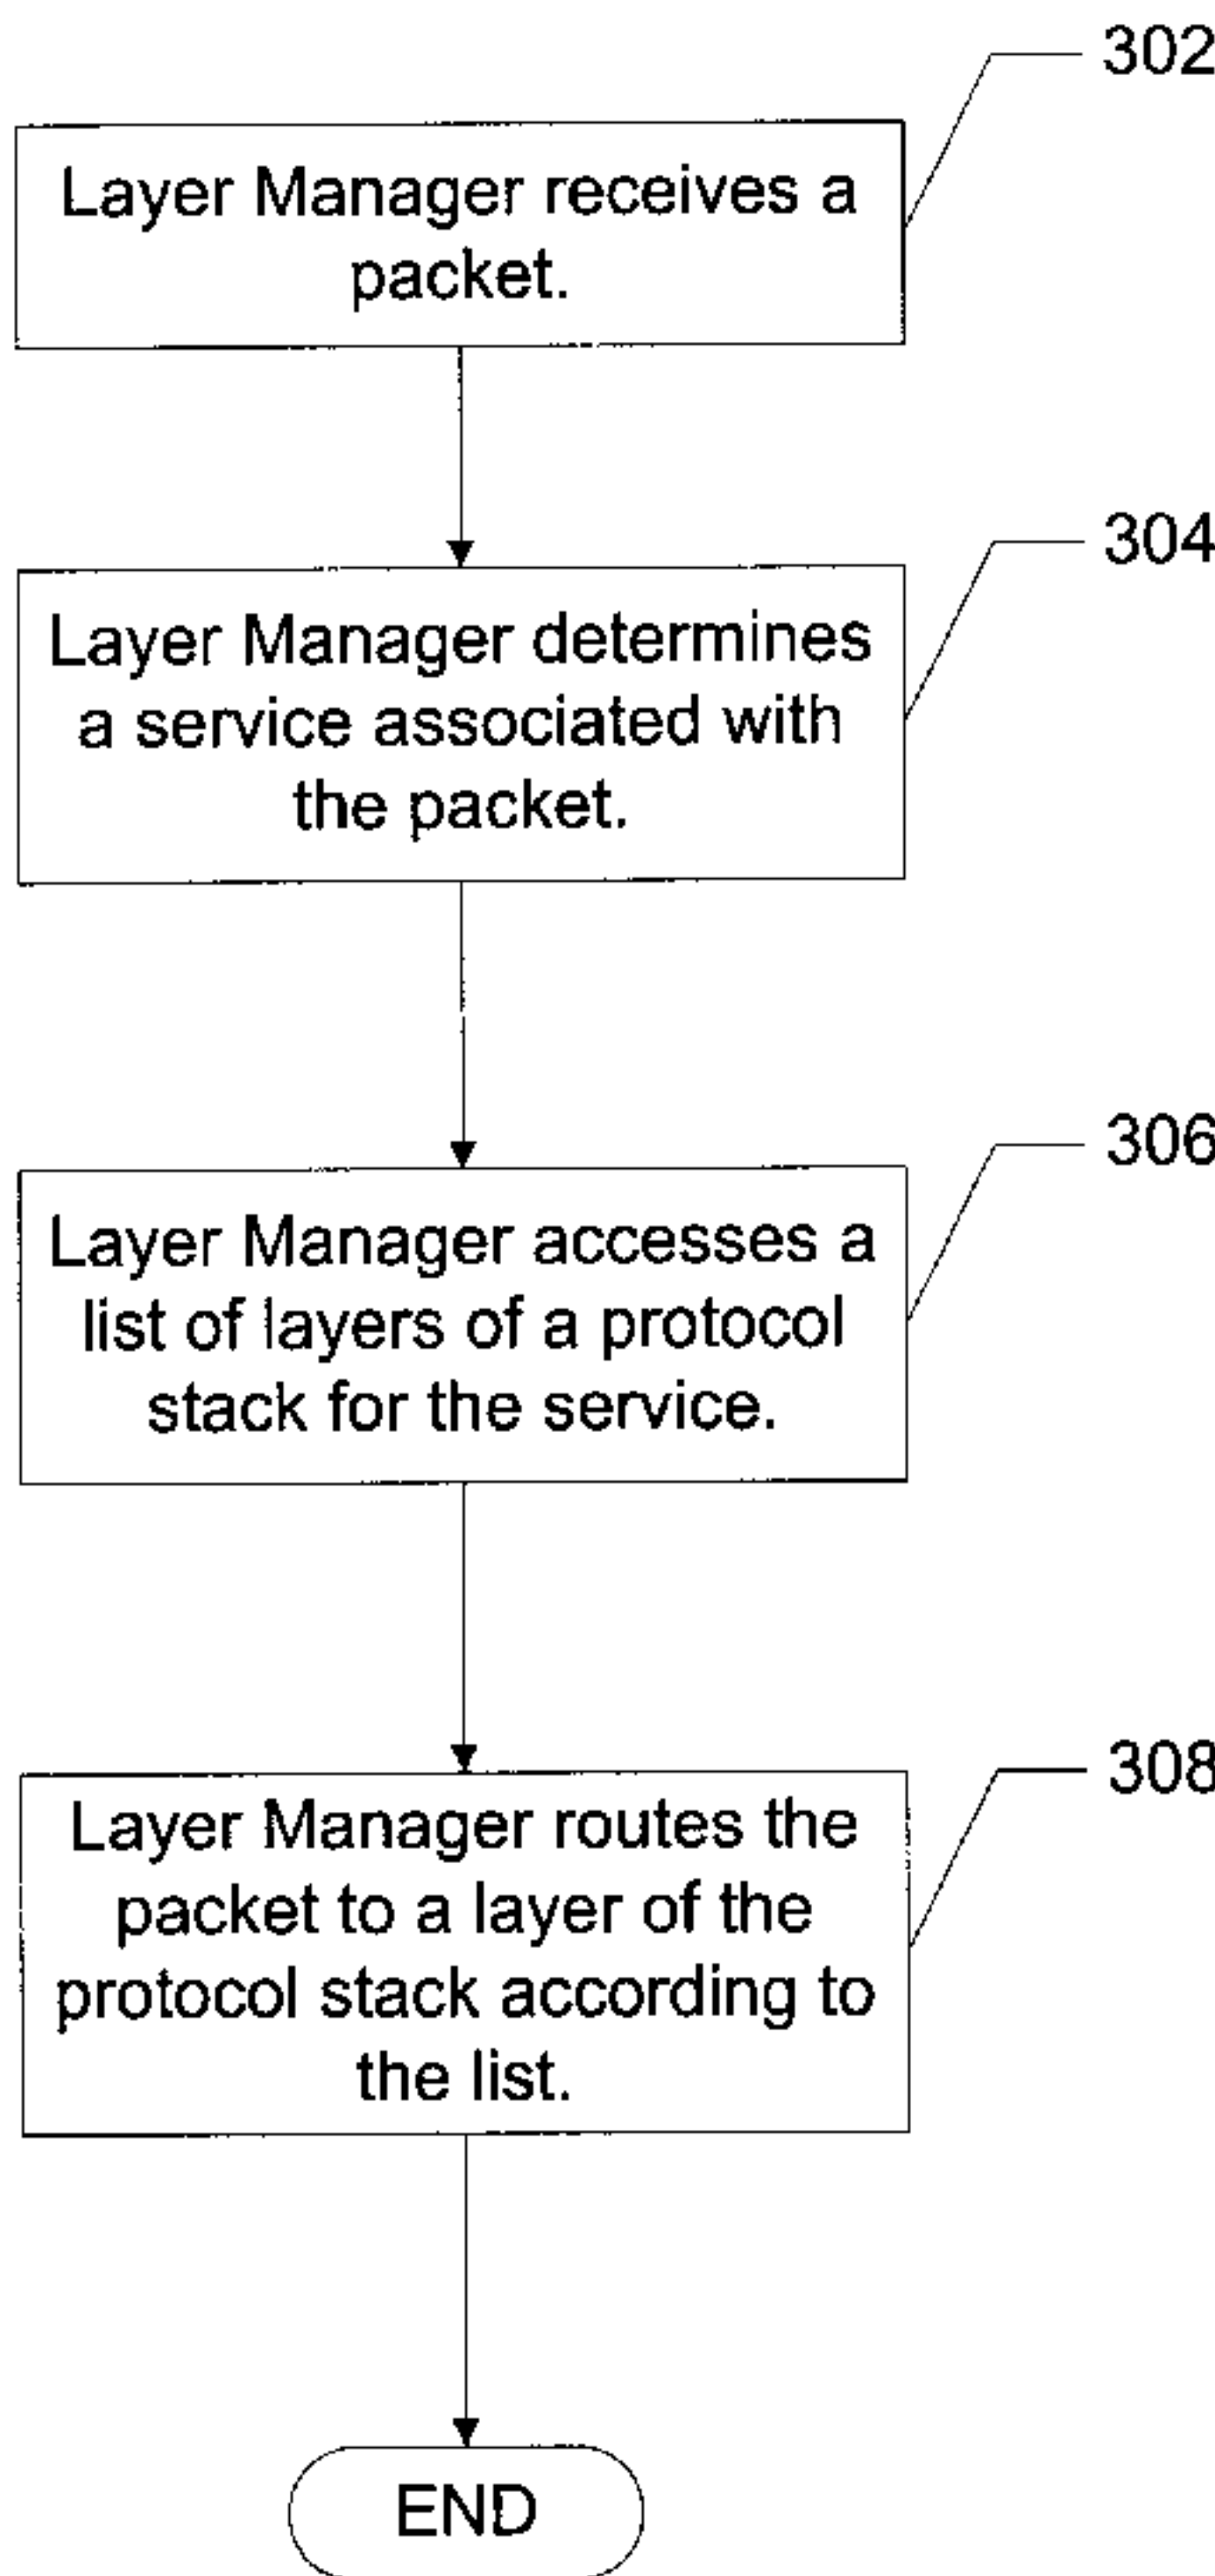 302
Layer Manager receives a
packet.
304
Layer Manager determines
a service associated with
the packet.
306
Layer Manager accesses a
list of layers of a protocol
stack for the service.
308
Layer Manager routes the
packet to a layer of the
protocol stack according to
the list.
END